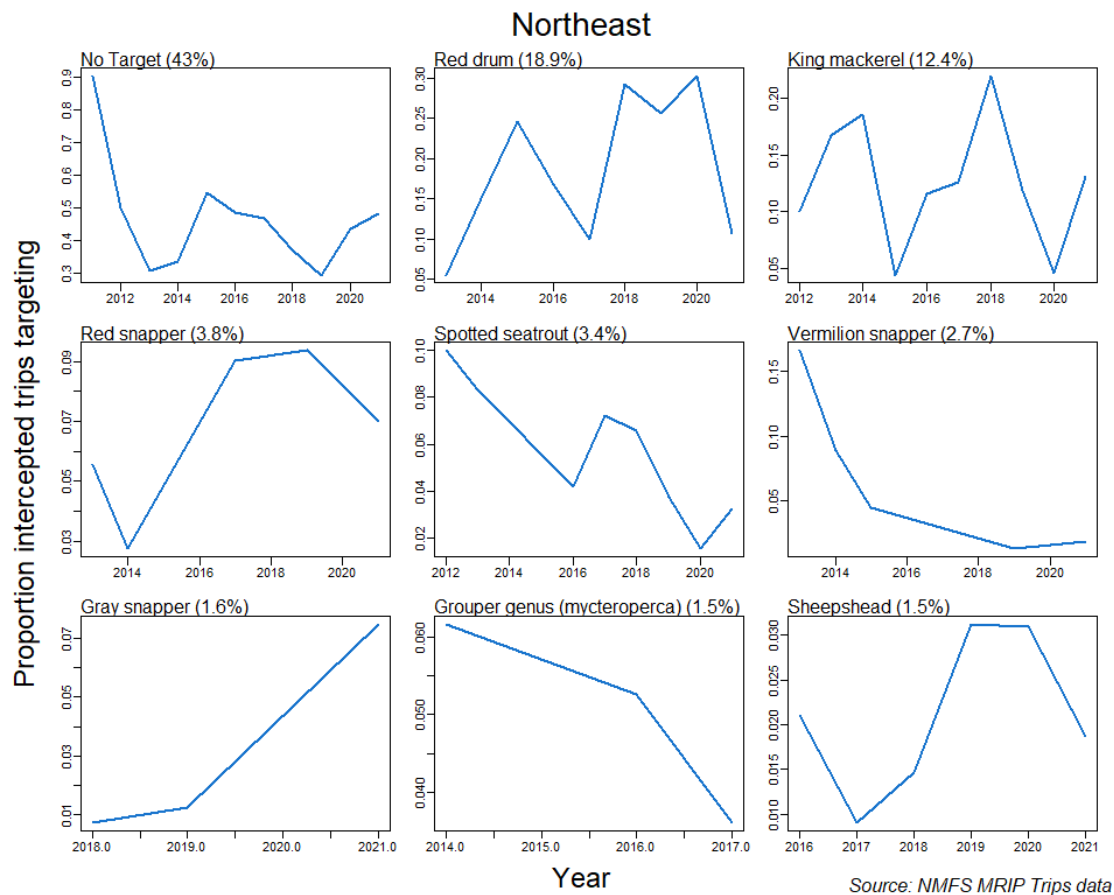 Northeast
Proportion intercepted trips targeting
No Target (43%)
0.9
0.8
0.7
0.6
0.5
0.4
0.3
2012 2014 2016 2018 2020
Red drum (18.9%)
0.30
0.25
0.20
0.15
0.10
0.05
2014 2016 2018 2020
King mackerel (12.4%)
0.20
0.15
0.10
0.05
2012 2014 2016 2018 2020
Red snapper (3.8%)
0.09
0.07
0.05
0.03
2014 2016 2018 2020
Spotted seatrout (3.4%)
0.10
0.08
0.06
0.04
0.02
2012 2014 2016 2018 2020
Vermilion snapper (2.7%)
0.15
0.10
0.05
2014 2016 2018 2020
Gray snapper (1.6%)
0.07
0.05
0.03
0.01
2018.0 2019.0 2020.0 2021.0
Grouper genus (mycteroperca) (1.5%)
0.060
0.050
0.040
2014.0 2015.0 2016.0 2017.0
Sheepshead (1.5%)
0.030
0.025
0.020
0.015
0.010
2016 2017 2018 2019 2020 2021
Year
Source: NMFS MRIP Trips data